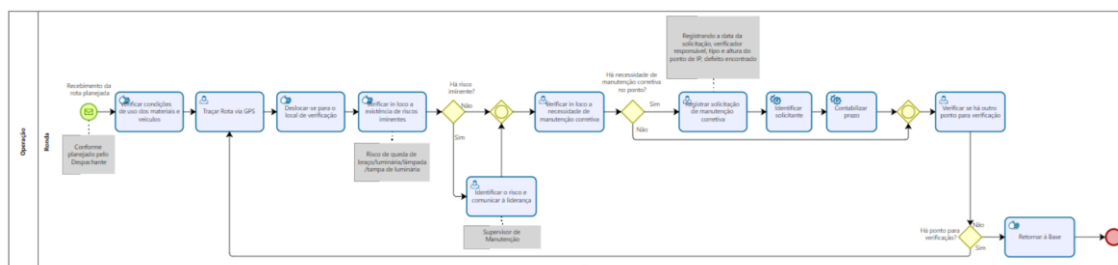 Operação
Ronda
Recebimento da
rota planejada
Conforme
planejado pelo
Despachante
Verificar condições
de uso dos materiais e
veículos
Traçar Rota via GPS
Deslocar se para o
local de verificação
Verificar in loco a
existência de riscos
iminentes
Risco de queda de
braço/luminária/lâmpada
/tampa de luminária
Há risco
iminente?
Não
Sim
Identificar o risco e
comunicar à liderança
Supervisor de
Manutenção
Verificar in loco a
necessidade de
manutenção corretiva
Há necessidade de
manutenção corretiva
no ponto?
Sim
Não
Registrando a data da
solicitação, verificador
responsável, tipo e altura do
ponto de IP, defeito encontrado
Registrar solicitação
de manutenção
corretiva
Identificar
solicitante
Contabilizar
prazo
Verificar se há outro
ponto para verificação
Há ponto para
verificação?
Não
Sim
Retornar à Base